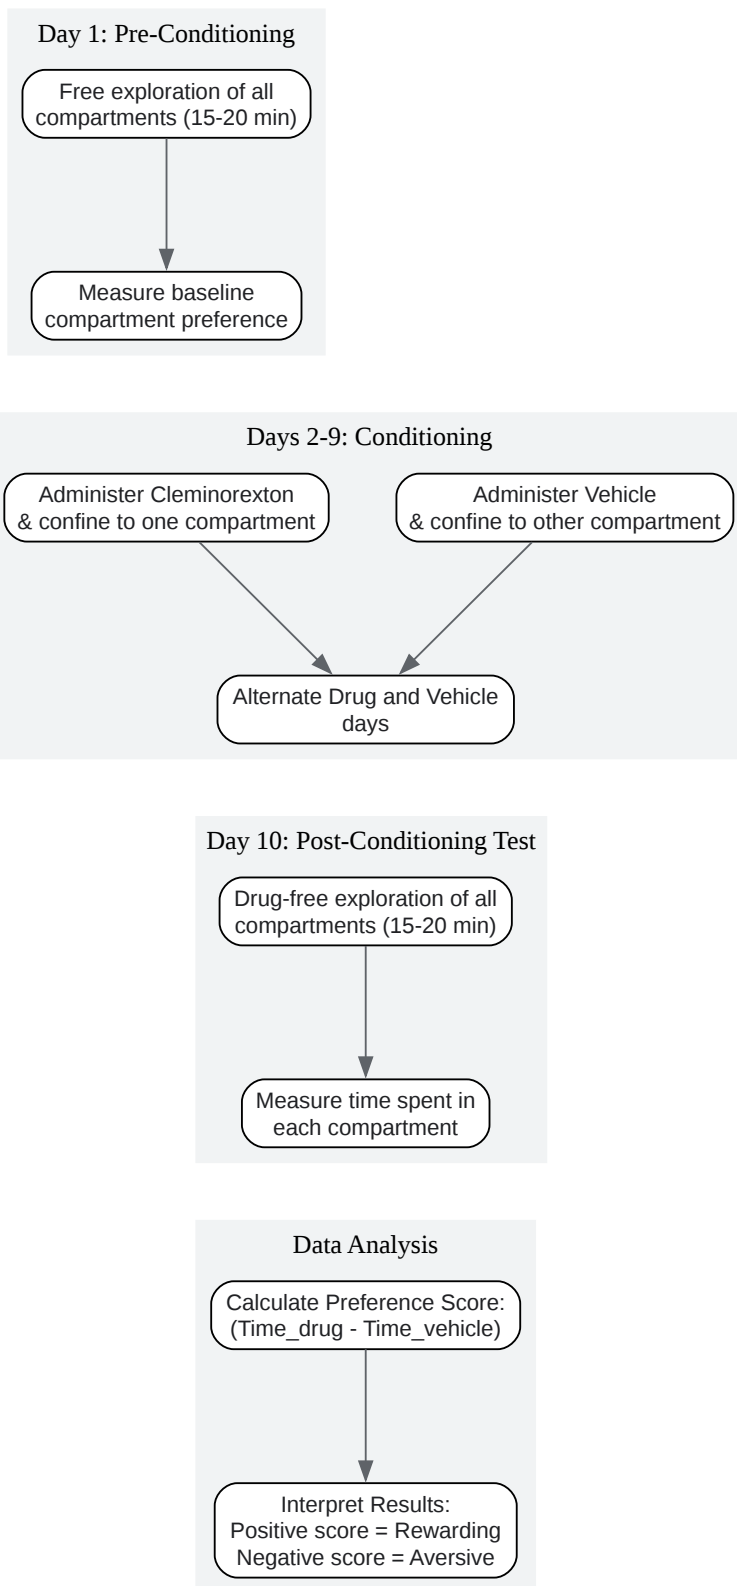 Day 1: Pre-Conditioning
Free exploration of all
compartments (15-20 min)
Measure baseline
compartment preference
Days 2-9: Conditioning
Administer Cleminorexton
& confine to one compartment
Administer Vehicle
& confine to other compartment
Alternate Drug and Vehicle
days
Day 10: Post-Conditioning Test
Drug-free exploration of all
compartments (15-20 min)
Measure time spent in
each compartment
Data Analysis
Calculate Preference Score:
(Time_drug - Time_vehicle)
Interpret Results:
Positive score = Rewarding
Negative score = Aversive